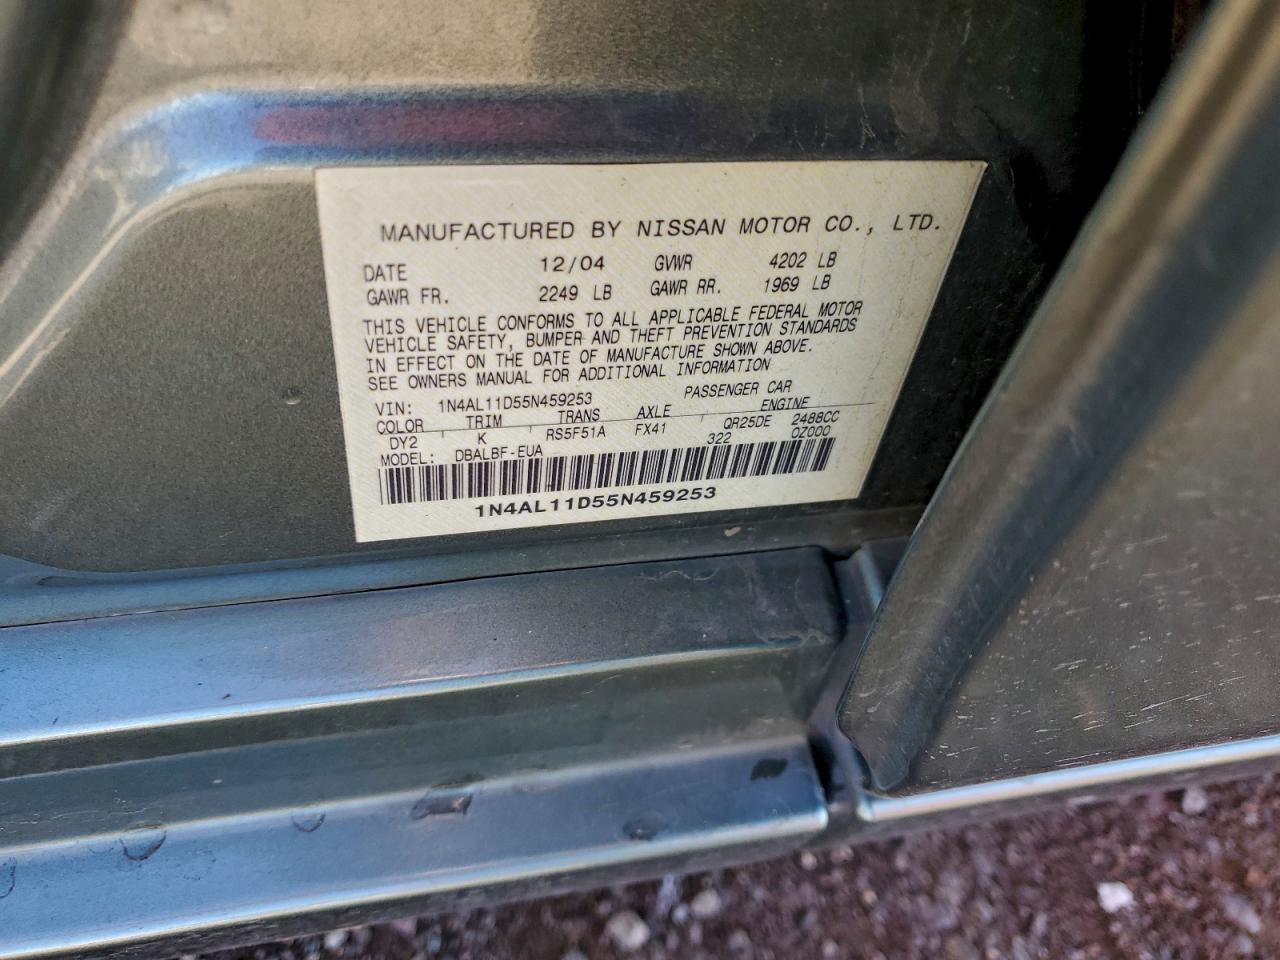 MANUFACTURED BY NISSAN MOTOR CO., LTD.
DATE 12/04 GVWR 4202 LB
GAWR FR. 2249 LB GAWR RR. 1969 LB
THIS VEHICLE CONFORMS TO ALL APPLICABLE FEDERAL MOTOR
VEHICLE SAFETY, BUMPER AND THEFT PREVENTION STANDARDS
IN EFFECT ON THE DATE OF MANUFACTURE SHOWN ABOVE.
SEE OWNERS MANUAL FOR ADDITIONAL INFORMATION
VIN: 1N4AL11D55N459253 PASSENGER CAR
COLOR TRIM TRANS AXLE ENGINE
DY2 K RS5F51A FX41 QR25DE 2488CC
MODEL: DBALBF-EUA 322 0Z000
1N4AL11D55N459253